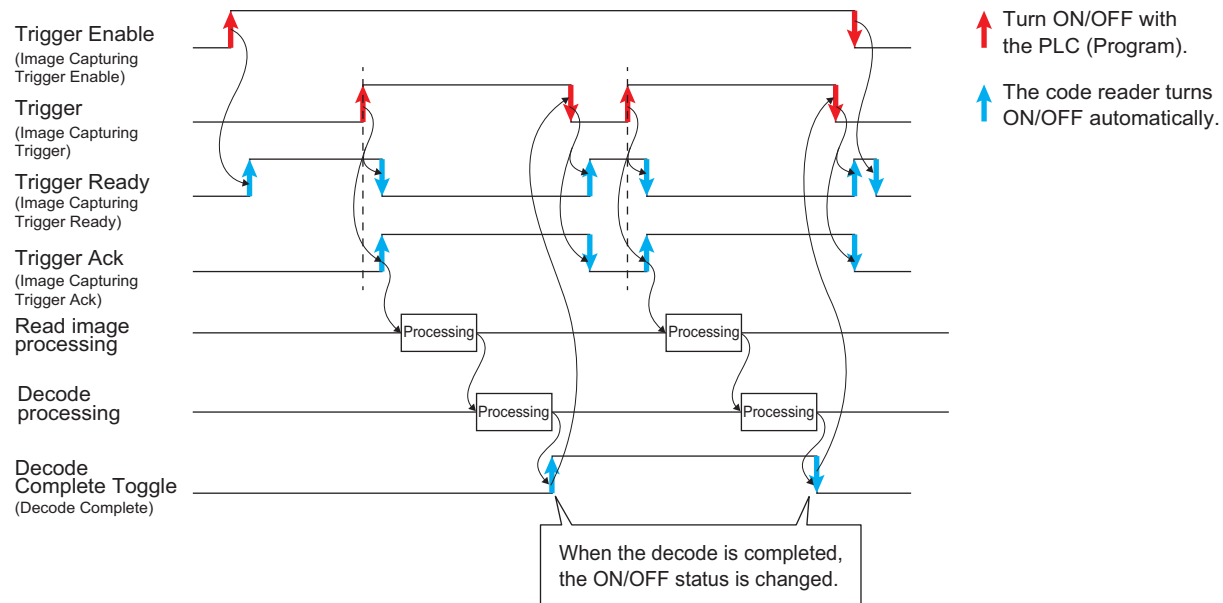 Trigger Enable
(Image Capturing
Trigger Enable)
Trigger
(Image Capturing
Trigger)
Trigger Ready
(Image Capturing
Trigger Ready)
Trigger Ack
(Image Capturing
Trigger Ack)
Read image
processing
Processing
Processing
Decode
processing
Processing
Processing
Decode
Complete Toggle
(Decode Complete)
When the decode is completed,
the ON/OFF status is changed.
Turn ON/OFF with
the PLC (Program).
The code reader turns
ON/OFF automatically.